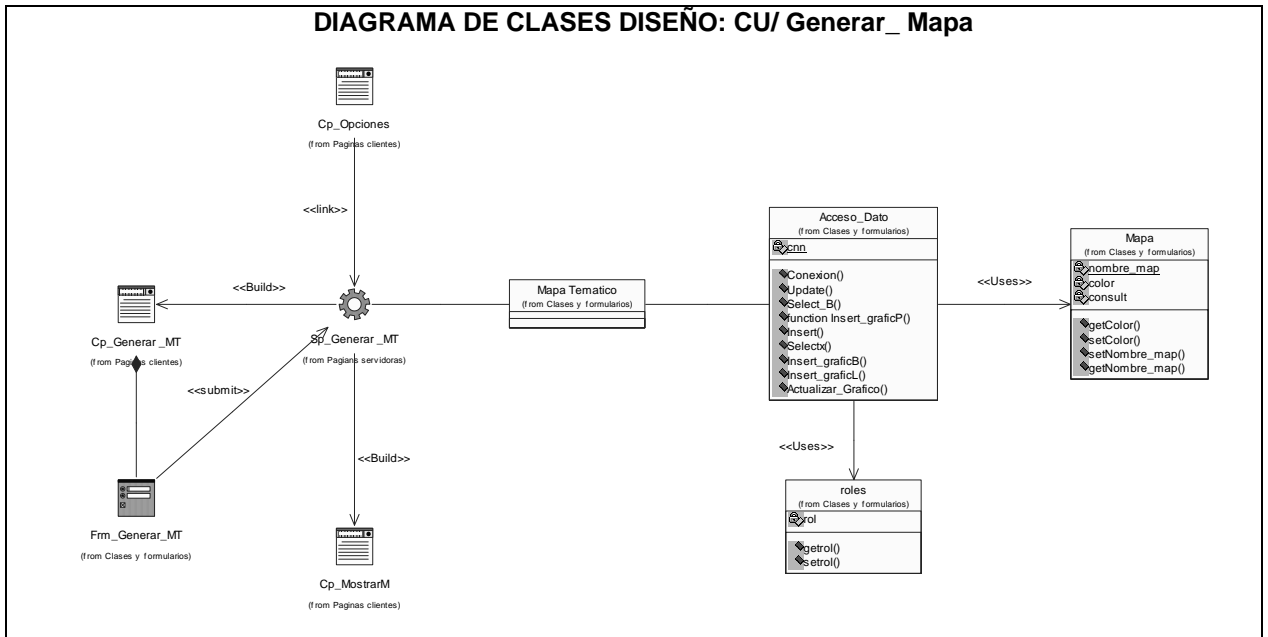 DIAGRAMA DE CLASES DISEÑO: CU/ Generar_ Mapa
Cp_Opciones
(from Paginas clientes)
<<link>>
<<Build>>
Cp_Generar _MT
(from Paginas clientes)
Sp_Generar _MT
(from Pagians servidoras)
<<submit>>
<<Build>>
Frm_Generar_MT
(from Clases y formularios)
Cp_MostrarM
(from Paginas clientes)
Mapa Tematico
(from Clases y formularios)
Acceso_Dato
(from Clases y formularios)
cnn
Conexion()
Update()
Select_B()
function Insert_graficP()
Insert()
Selectx()
Insert_graficB()
Insert_graficL()
Actualizar_Grafico()
<<Uses>>
Mapa
(from Clases y formularios)
nombre_map
color
consult
getColor()
setColor()
setNombre_map()
getNombre_map()
<<Uses>>
roles
(from Clases y formularios)
rol
getrol()
setrol()